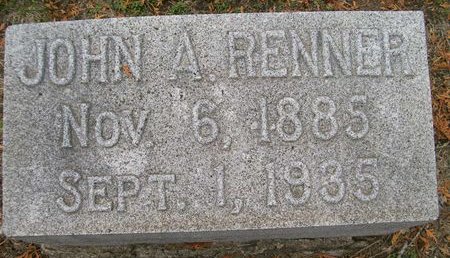 JOHN A. RENNER
NOV. 6, 1885
SEPT. 1, 1935